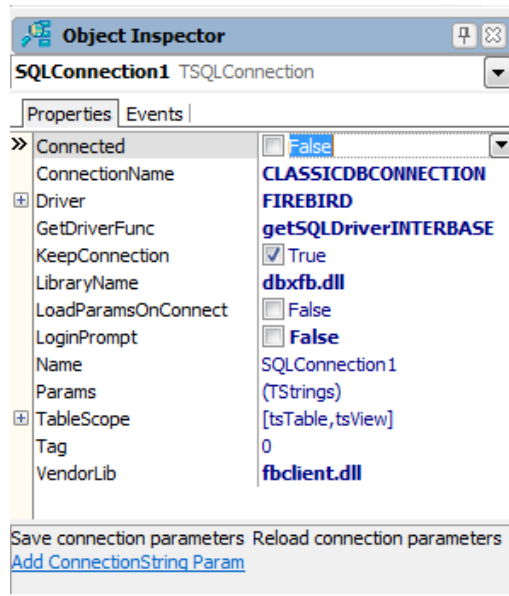 Object Inspector
SQLConnection1 TSQLConnection
Properties Events
Connected False
ConnectionName CLASSICDBCONNECTION
Driver FIREBIRD
GetDriverFunc getSQLDriverINTERBASE
KeepConnection True
LibraryName dbxfb.dll
LoadParamsOnConnect False
LoginPrompt False
Name SQLConnection1
Params (TStrings)
TableScope [tsTable,tsView]
Tag 0
VendorLib fbclient.dll
Save connection parameters Reload connection parameters
Add ConnectionString Param